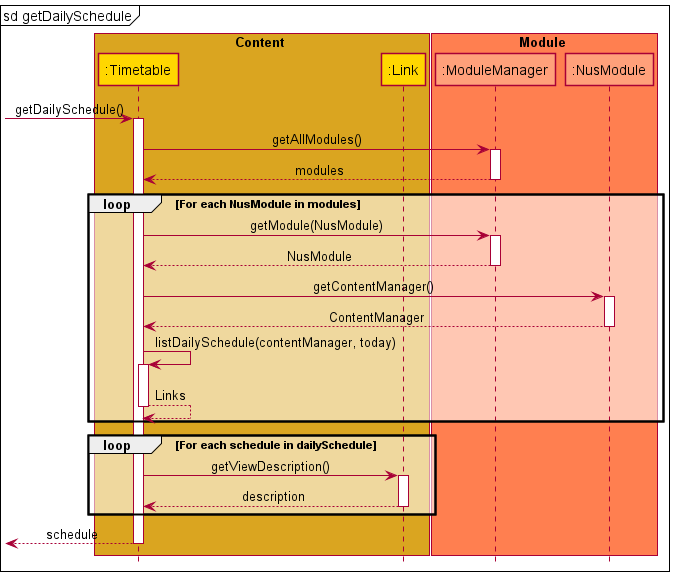 sd getDailySchedule
Content
Module
:Timetable
:Link
:ModuleManager
:NusModule
getDailySchedule()
getAllModules()
modules
loop
[For each NusModule in modules]
getModule(NusModule)
NusModule
getContentManager()
ContentManager
listDailySchedule(contentManager, today)
Links
loop
[For each schedule in dailySchedule]
getViewDescription()
description
schedule